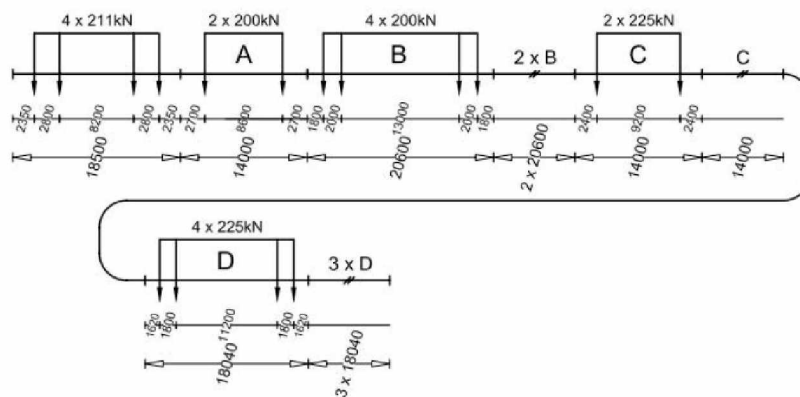 4 x 211kN
2 x 200kN
4 x 200kN
2 x 225kN
A
B
2 x B
C
C
2350
2800
8200
2800
2350
2700
8600
2700
1800
2000
13000
2000
1800
2400
9200
2400
18500
14000
20600
2 x 20600
14000
14000
4 x 225kN
D
3 x D
1620
1800
11200
1800
1620
18040
3 x 18040